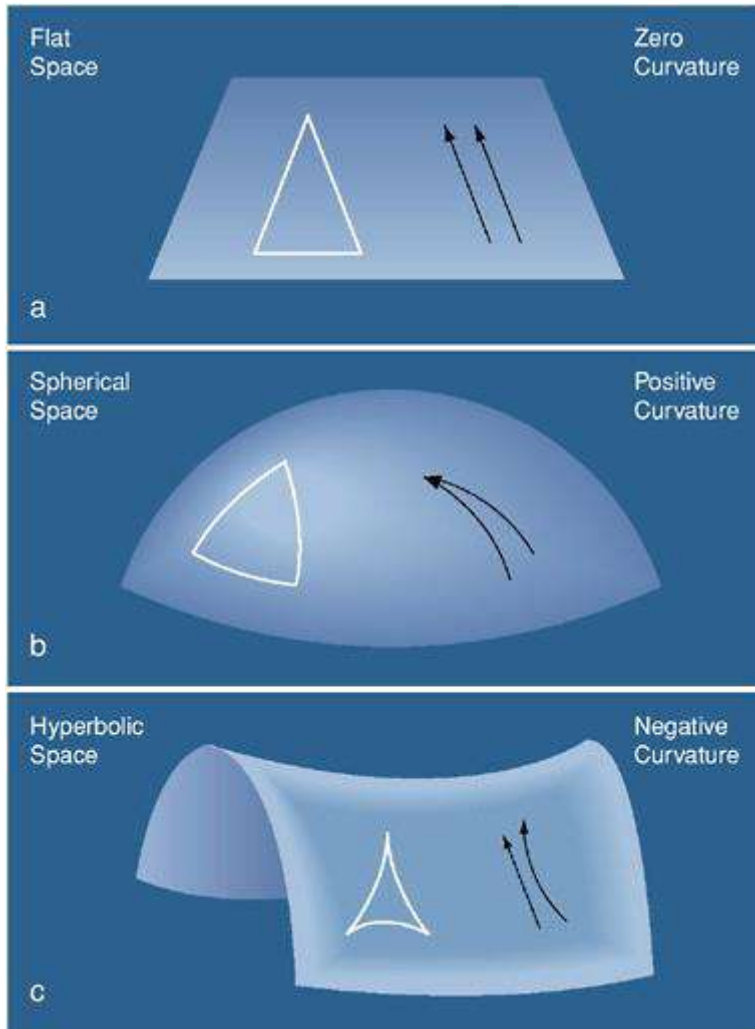 Flat
Space
Zero
Curvature
a
Spherical
Space
Positive
Curvature
b
Hyperbolic
Space
Negative
Curvature
c